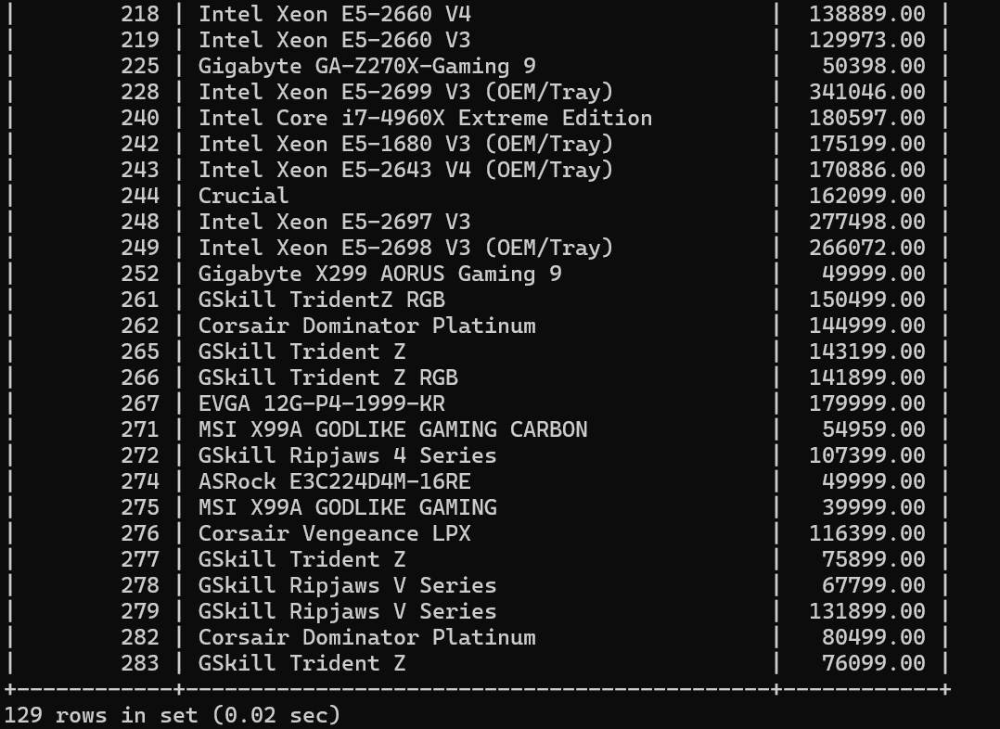 |         218 | Intel Xeon E5-2660 V4                       |  138889.00 |
|         219 | Intel Xeon E5-2660 V3                       |  129973.00 |
|         225 | Gigabyte GA-Z270X-Gaming 9                  |   50398.00 |
|         228 | Intel Xeon E5-2699 V3 (OEM/Tray)            |  341046.00 |
|         240 | Intel Core i7-4960X Extreme Edition         |  180597.00 |
|         242 | Intel Xeon E5-1680 V3 (OEM/Tray)            |  175199.00 |
|         243 | Intel Xeon E5-2643 V4 (OEM/Tray)            |  170886.00 |
|         244 | Crucial                                     |  162099.00 |
|         248 | Intel Xeon E5-2697 V3                       |  277498.00 |
|         249 | Intel Xeon E5-2698 V3 (OEM/Tray)            |  266072.00 |
|         252 | Gigabyte X299 AORUS Gaming 9                |   49999.00 |
|         261 | GSkill TridentZ RGB                         |  150499.00 |
|         262 | Corsair Dominator Platinum                  |  144999.00 |
|         265 | GSkill Trident Z                            |  143199.00 |
|         266 | GSkill Trident Z RGB                        |  141899.00 |
|         267 | EVGA 12G-P4-1999-KR                         |  179999.00 |
|         271 | MSI X99A GODLIKE GAMING CARBON              |   54959.00 |
|         272 | GSkill Ripjaws 4 Series                     |  107399.00 |
|         274 | ASRock E3C224D4M-16RE                       |   49999.00 |
|         275 | MSI X99A GODLIKE GAMING                     |   39999.00 |
|         276 | Corsair Vengeance LPX                       |  116399.00 |
|         277 | GSkill Trident Z                            |   75899.00 |
|         278 | GSkill Ripjaws V Series                     |   67799.00 |
|         279 | GSkill Ripjaws V Series                     |  131899.00 |
|         282 | Corsair Dominator Platinum                  |   80499.00 |
|         283 | GSkill Trident Z                            |   76099.00 |
+-------------+---------------------------------------------+------------+
129 rows in set (0.02 sec)